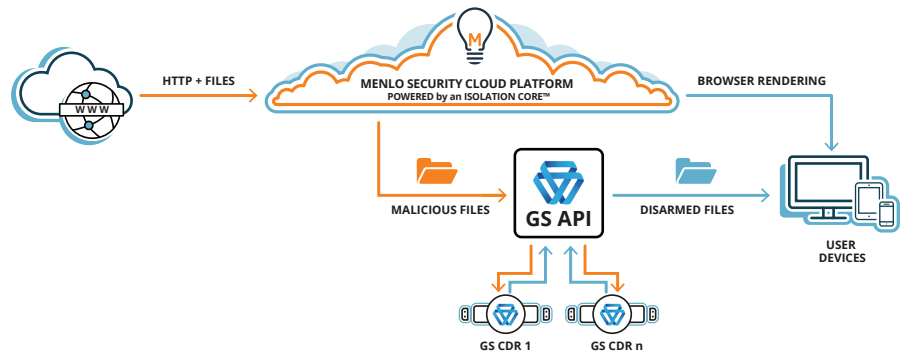 HTTP + FILES
WWW
M
MENLO SECURITY CLOUD PLATFORM
POWERED by an ISOLATION CORE™
BROWSER RENDERING
MALICIOUS FILES
GS API
DISARMED FILES
USER
DEVICES
GS CDR 1
GS CDR n